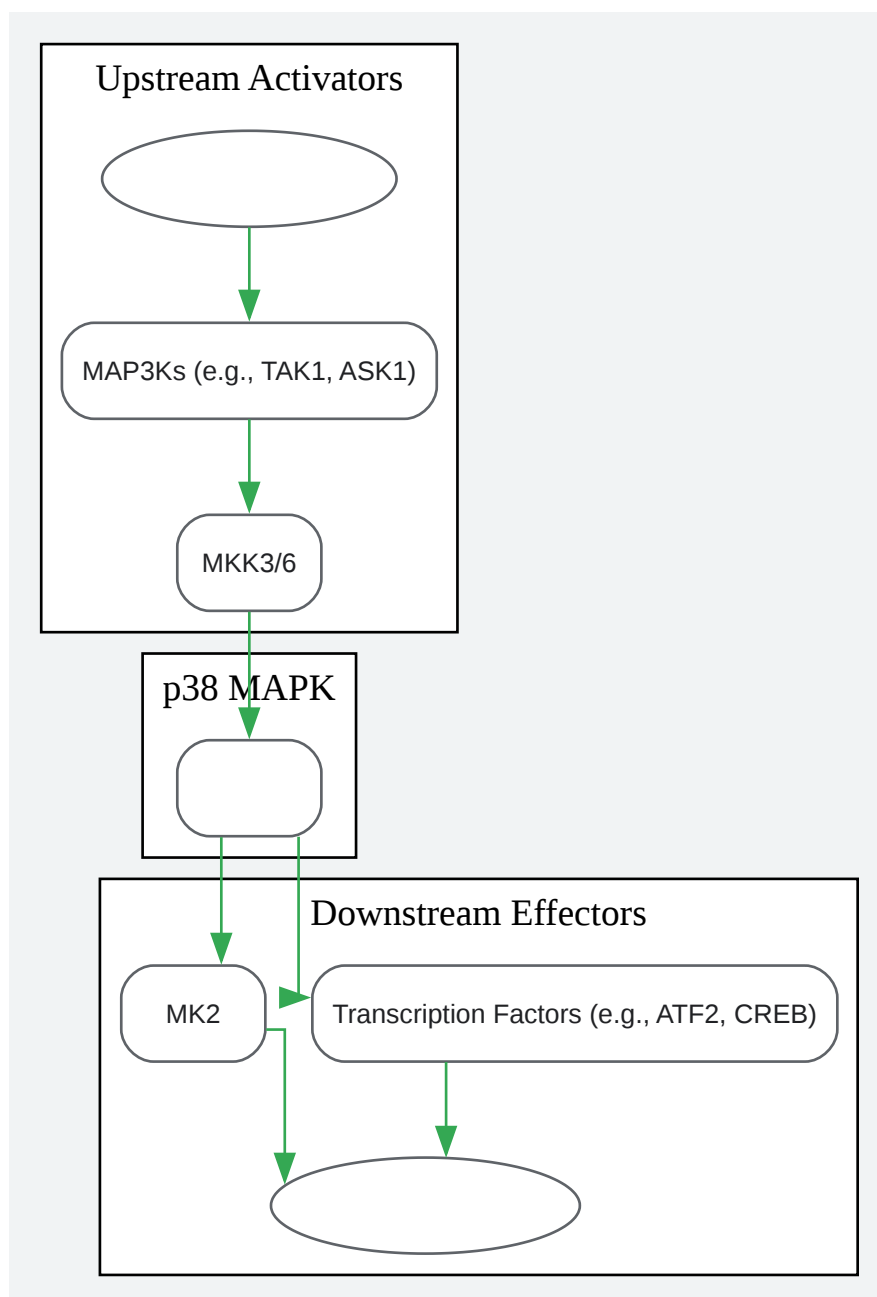 Upstream Activators
MAP3Ks (e.g., TAK1, ASK1)
MKK3/6
p38 MAPK
Downstream Effectors
MK2
Transcription Factors (e.g., ATF2, CREB)